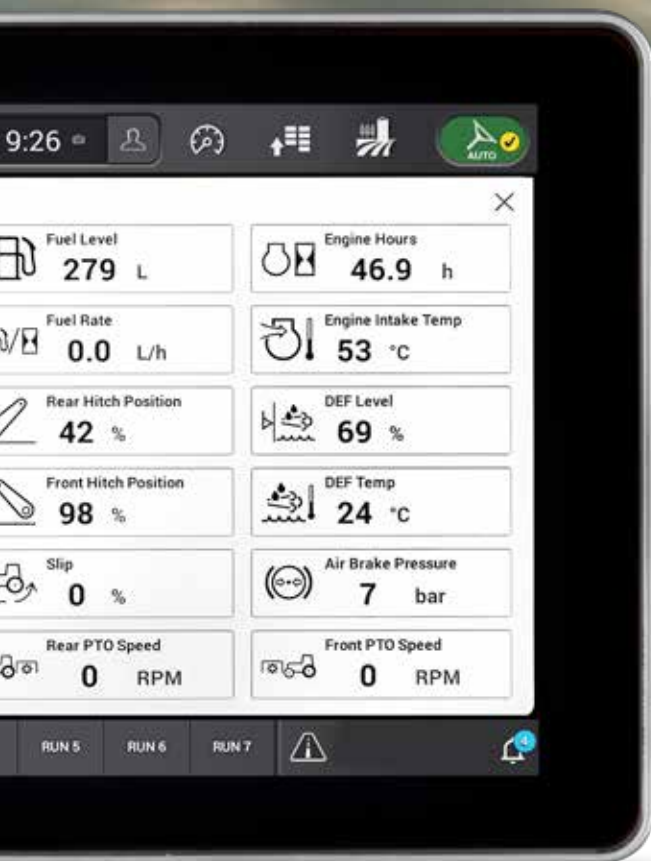 9:26
AUTO
Fuel Level
279 L
Engine Hours
46.9 h
Fuel Rate
0.0 L/h
Engine Intake Temp
53 °C
Rear Hitch Position
42 %
DEF Level
69 %
Front Hitch Position
98 %
DEF Temp
24 °C
Slip
0 %
Air Brake Pressure
7 bar
Rear PTO Speed
0 RPM
Front PTO Speed
0 RPM
RUN 5 RUN 6 RUN 7
4